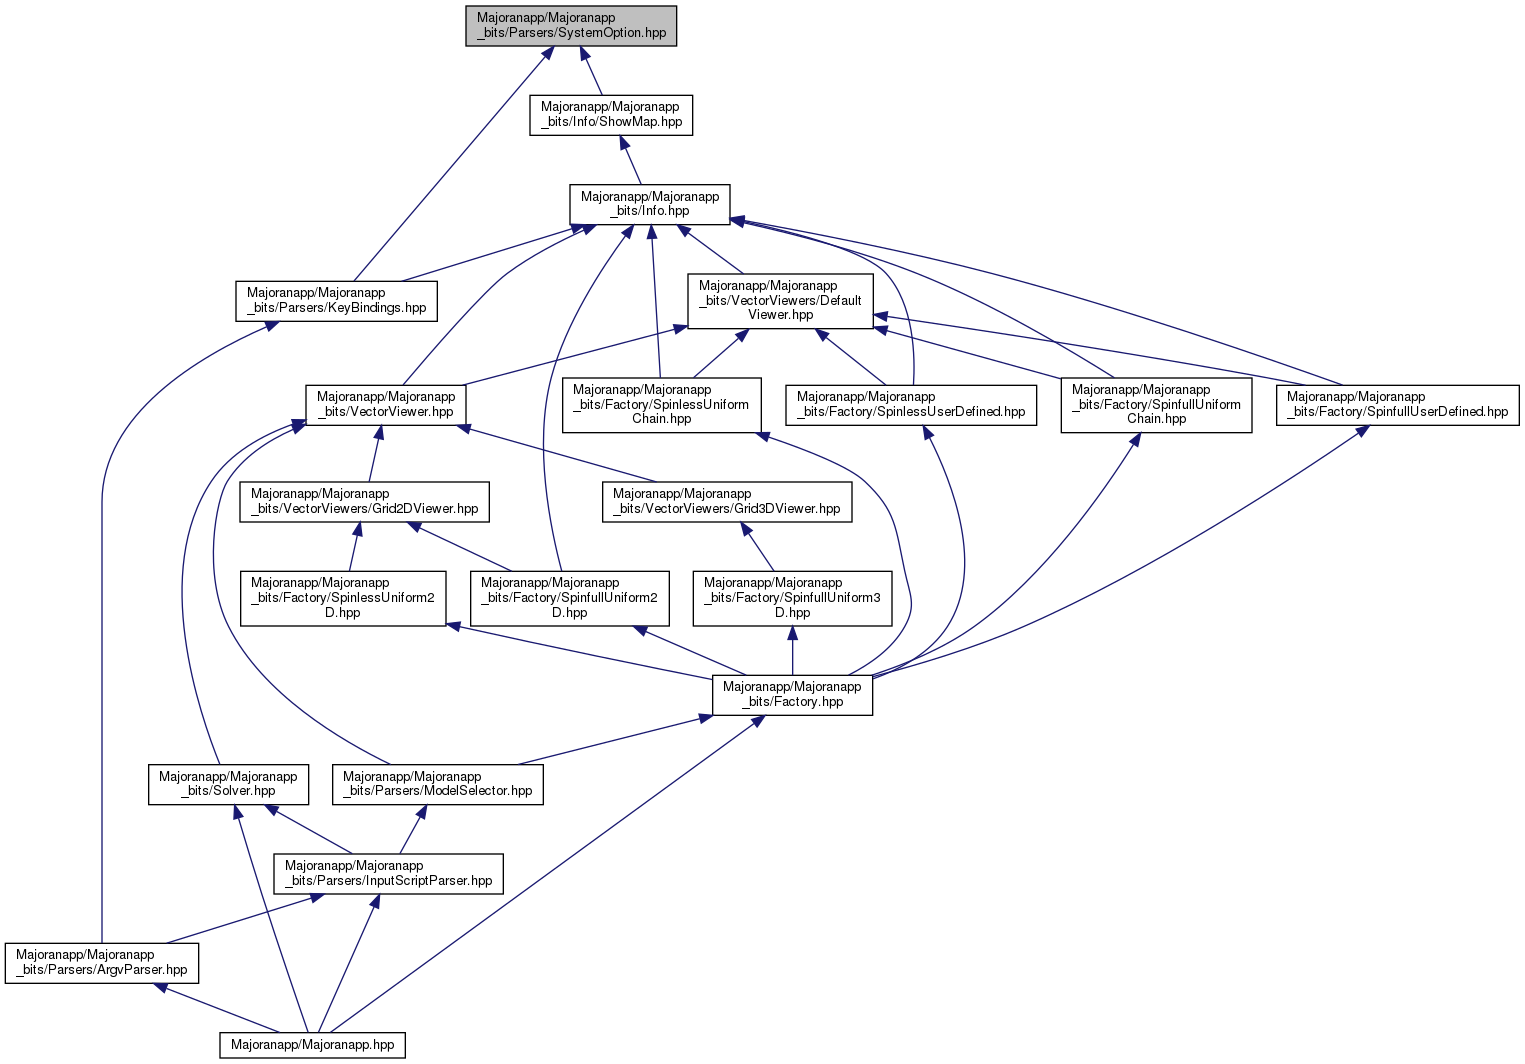 Majoranapp/Majoranapp
_bits/Parsers/SystemOption.hpp
Majoranapp/Majoranapp
_bits/Info/ShowMap.hpp
Majoranapp/Majoranapp
_bits/Info.hpp
Majoranapp/Majoranapp
_bits/Parsers/KeyBindings.hpp
Majoranapp/Majoranapp
_bits/VectorViewers/Default
Viewer.hpp
Majoranapp/Majoranapp
_bits/VectorViewer.hpp
Majoranapp/Majoranapp
_bits/Factory/SpinlessUniform
Chain.hpp
Majoranapp/Majoranapp
_bits/Factory/SpinlessUserDefined.hpp
Majoranapp/Majoranapp
_bits/Factory/SpinfullUniform
Chain.hpp
Majoranapp/Majoranapp
_bits/Factory/SpinfullUserDefined.hpp
Majoranapp/Majoranapp
_bits/VectorViewers/Grid2DViewer.hpp
Majoranapp/Majoranapp
_bits/VectorViewers/Grid3DViewer.hpp
Majoranapp/Majoranapp
_bits/Factory/SpinlessUniform2
D.hpp
Majoranapp/Majoranapp
_bits/Factory/SpinfullUniform2
D.hpp
Majoranapp/Majoranapp
_bits/Factory/SpinfullUniform3
D.hpp
Majoranapp/Majoranapp
_bits/Factory.hpp
Majoranapp/Majoranapp
_bits/Solver.hpp
Majoranapp/Majoranapp
_bits/Parsers/ModelSelector.hpp
Majoranapp/Majoranapp
_bits/Parsers/InputScriptParser.hpp
Majoranapp/Majoranapp
_bits/Parsers/ArgvParser.hpp
Majoranapp/Majoranapp.hpp